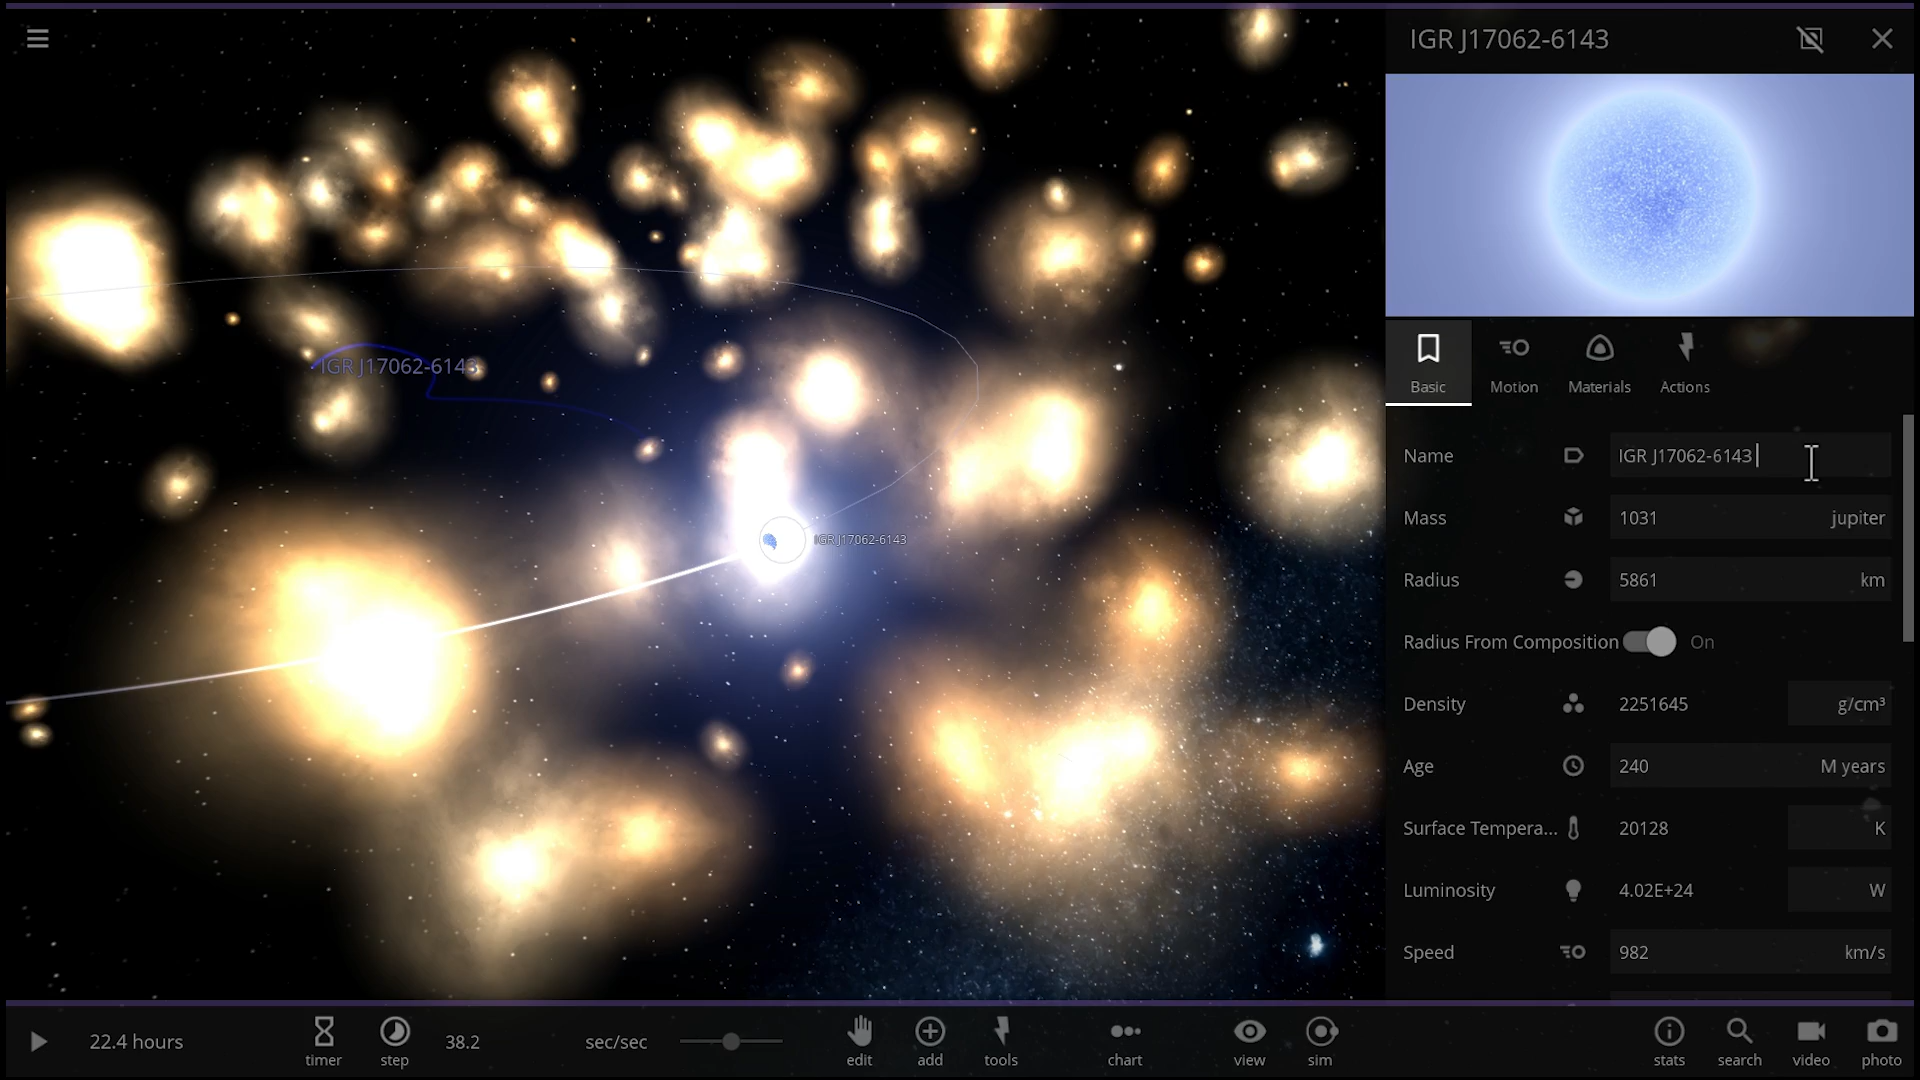 IGR J17062-6143
IGR J17062-6143
IGR J17062-6143
Basic
Motion
Materials
Actions
Name
IGR J17062-6143
Mass
1031
jupiter
Radius
5861
km
Radius From Composition
On
Density
2251645
g/cm³
Age
240
M years
Surface Tempera...
20128
K
Luminosity
4.02E+24
W
Speed
982
km/s
22.4 hours
timer
step
38.2
sec/sec
edit
add
tools
chart
view
sim
stats
search
video
photo